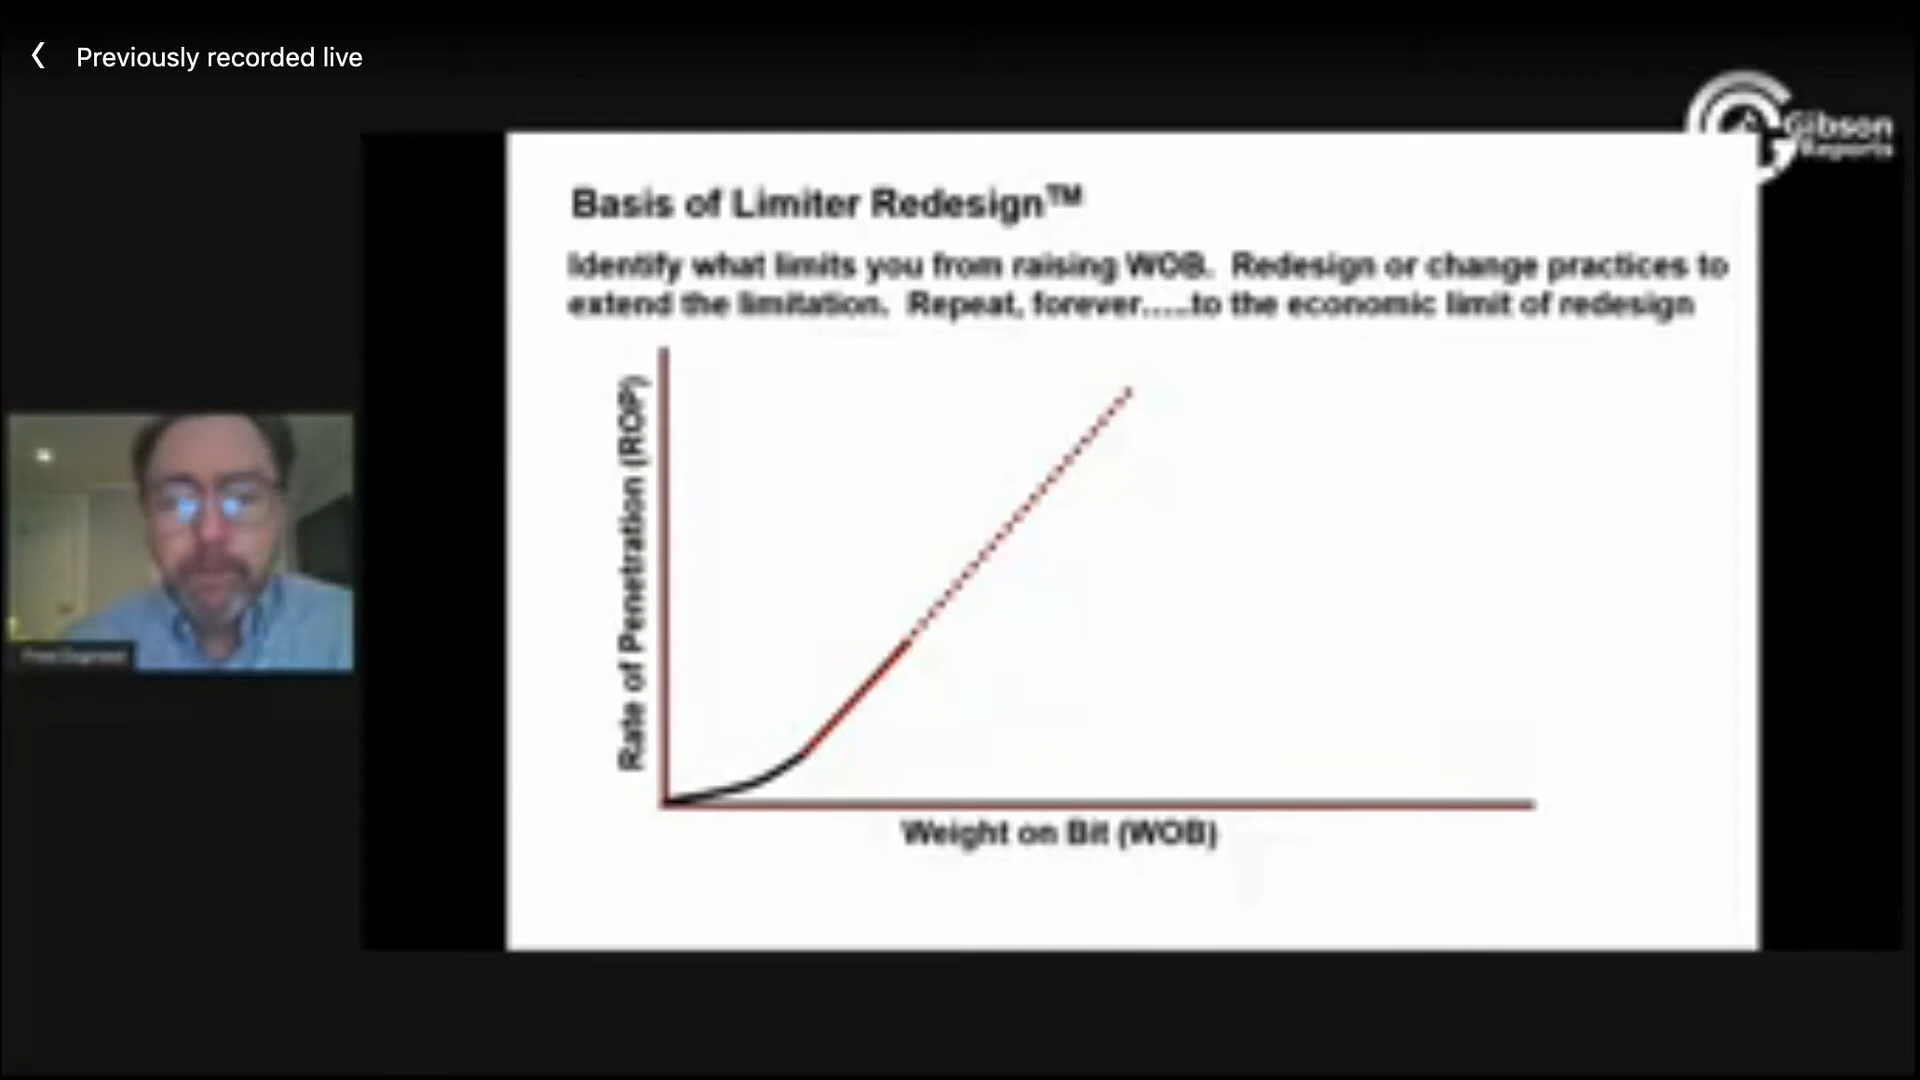 Previously recorded live
Gibson
Reports
Basis of Limiter Redesign™
Identify what limits you from raising WOB. Redesign or change practices to
extend the limitation. Repeat, forever.....to the economic limit of redesign
Rate of Penetration (ROP)
Weight on Bit (WOB)